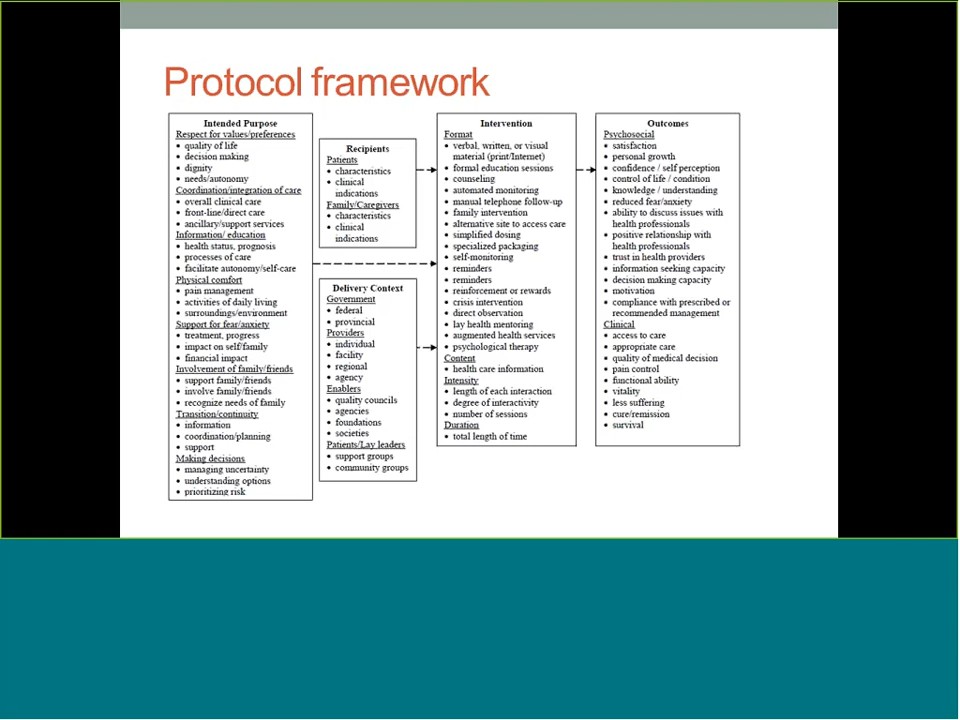 Protocol framework
Intended Purpose
Respect for values/preferences
• quality of life
• decision making
• dignity
• needs/autonomy
Coordination/integration of care
• overall clinical care
• front-line/direct care
• ancillary/support services
Information/ education
• health status, prognosis
• processes of care
• facilitate autonomy/self-care
Physical comfort
• pain management
• activities of daily living
• surroundings/environment
Support for fear/anxiety
• treatment, progress
• impact on self/family
• financial impact
Involvement of family/friends
• support family/friends
• involve family/friends
• recognize needs of family
Transition/continuity
• information
• coordination/planning
• support
Making decisions
• managing uncertainty
• understanding options
• prioritizing risk
Recipients
Patients
• characteristics
• clinical
indications
Family/Caregivers
• characteristics
• clinical
indications
Delivery Context
Government
• federal
• provincial
Providers
• individual
• facility
• regional
• agency
Enablers
• quality councils
• agencies
• foundations
• societies
Patients/Lay leaders
• support groups
• community groups
Intervention
Format
• verbal, written, or visual
material (print/Internet)
• formal education sessions
• counseling
• automated monitoring
• manual telephone follow-up
• family intervention
• alternative site to access care
• simplified dosing
• specialized packaging
• self-monitoring
• reminders
• reminders
• reinforcement or rewards
• crisis intervention
• direct observation
• lay health mentoring
• augmented health services
• psychological therapy
Content
• health care information
Intensity
• length of each interaction
• degree of interactivity
• number of sessions
Duration
• total length of time
Outcomes
Psychosocial
• satisfaction
• personal growth
• confidence / self perception
• control of life / condition
• knowledge / understanding
• reduced fear/anxiety
• ability to discuss issues with
health professionals
• positive relationship with
health professionals
• trust in health providers
• information seeking capacity
• decision making capacity
• motivation
• compliance with prescribed or
recommended management
Clinical
• access to care
• appropriate care
• quality of medical decision
• pain control
• functional ability
• vitality
• less suffering
• cure/remission
• survival